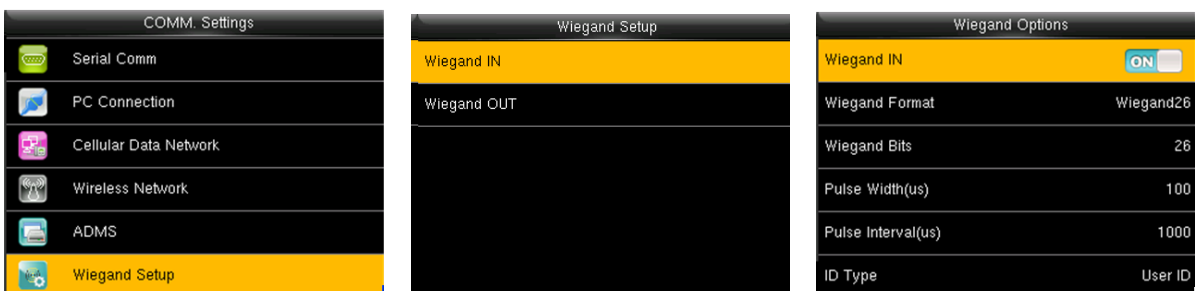 COMM. Settings
Serial Comm
PC Connection
Cellular Data Network
Wireless Network
ADMS
Wiegand Setup
Wiegand Setup
Wiegand IN
Wiegand OUT
Wiegand Options
Wiegand IN ON
Wiegand Format Wiegand26
Wiegand Bits 26
Pulse Width(us) 100
Pulse Interval(us) 1000
ID Type User ID